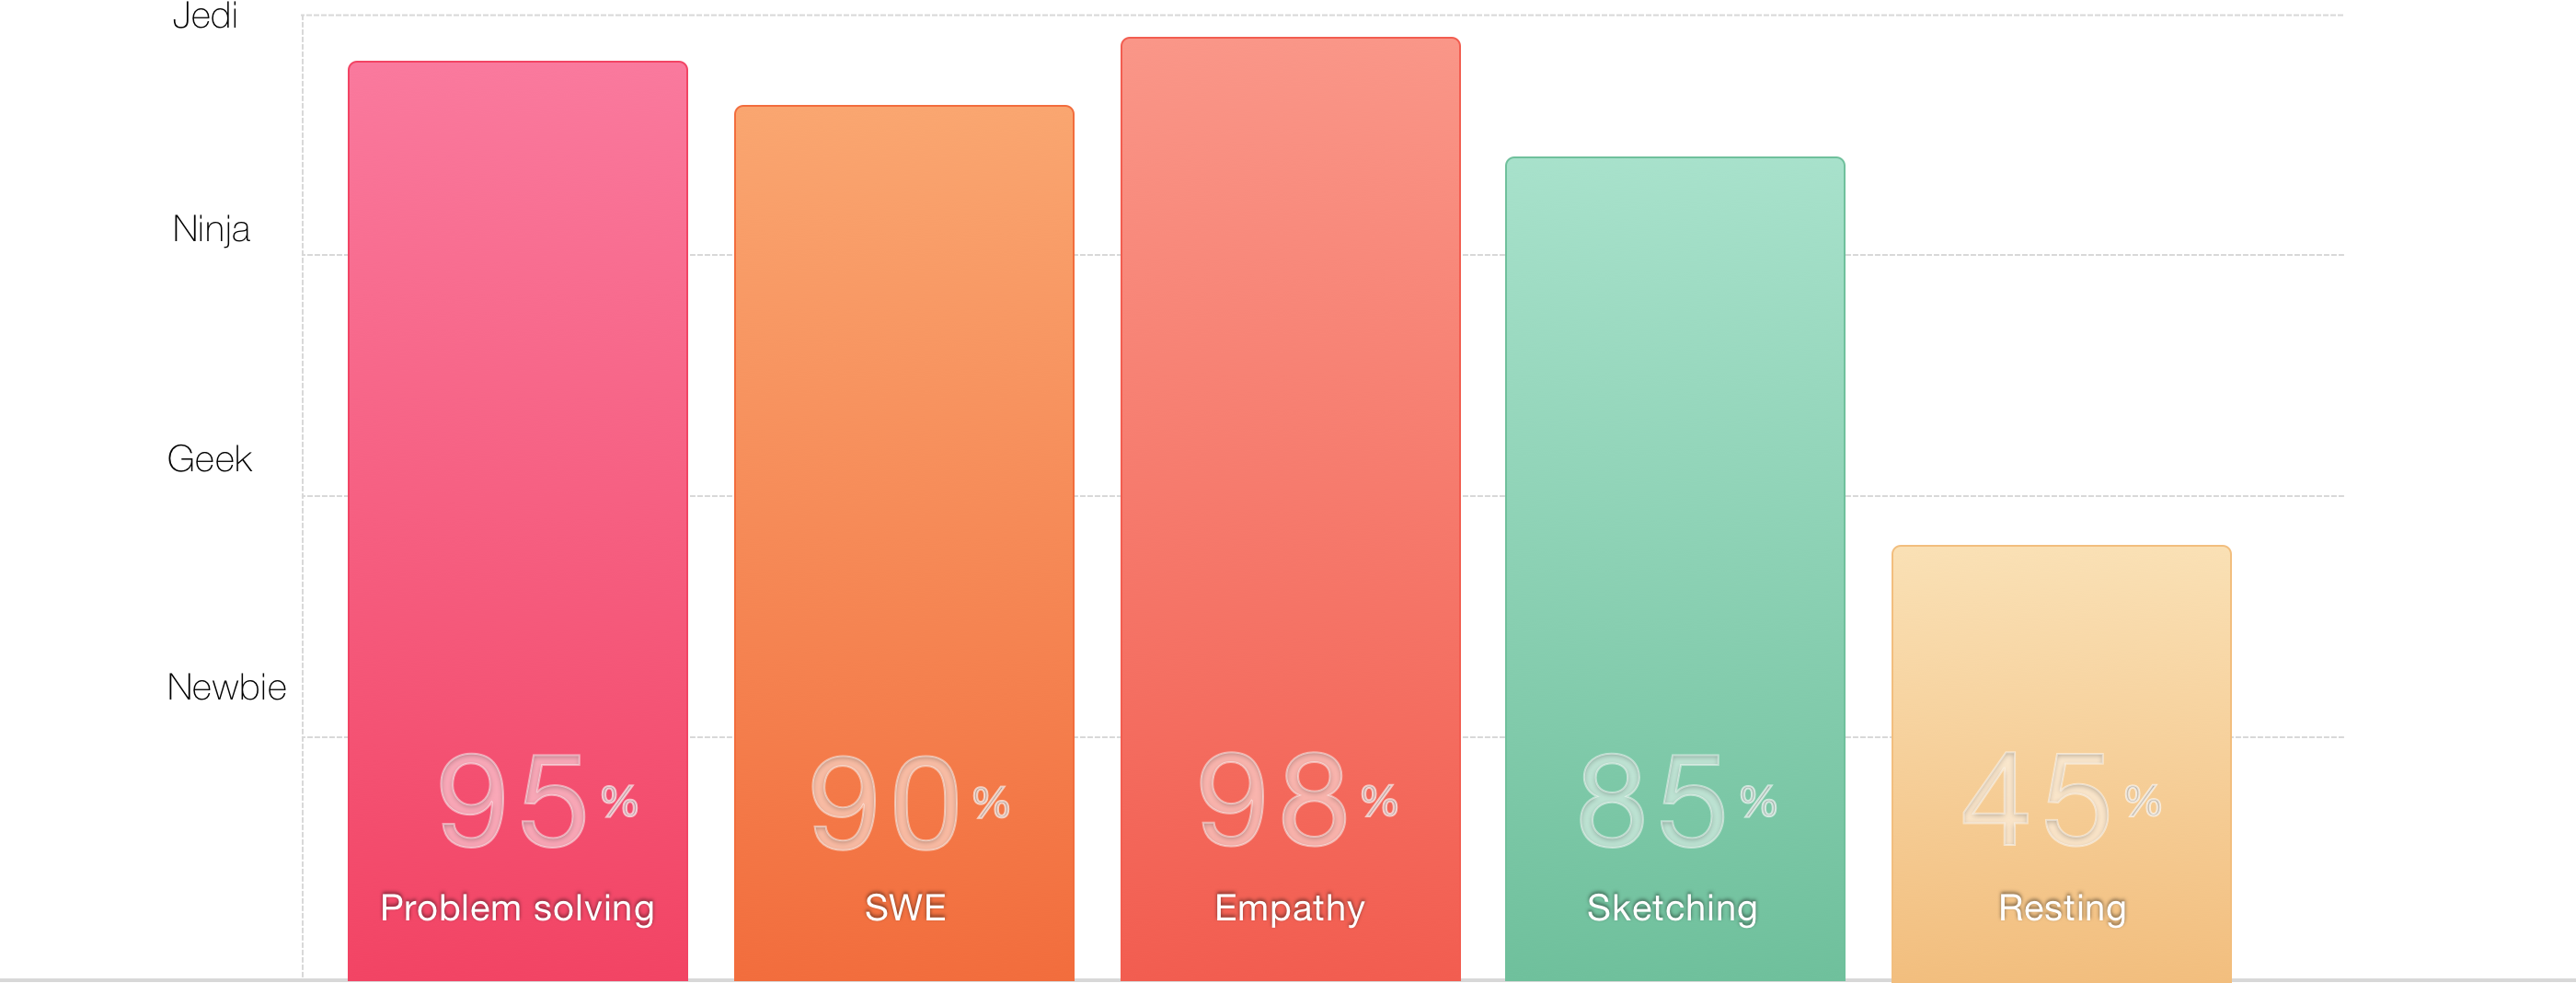 Jedi
Ninja
Geek
Newbie
95%
90%
98%
85%
45%
Problem solving
SWE
Empathy
Sketching
Resting